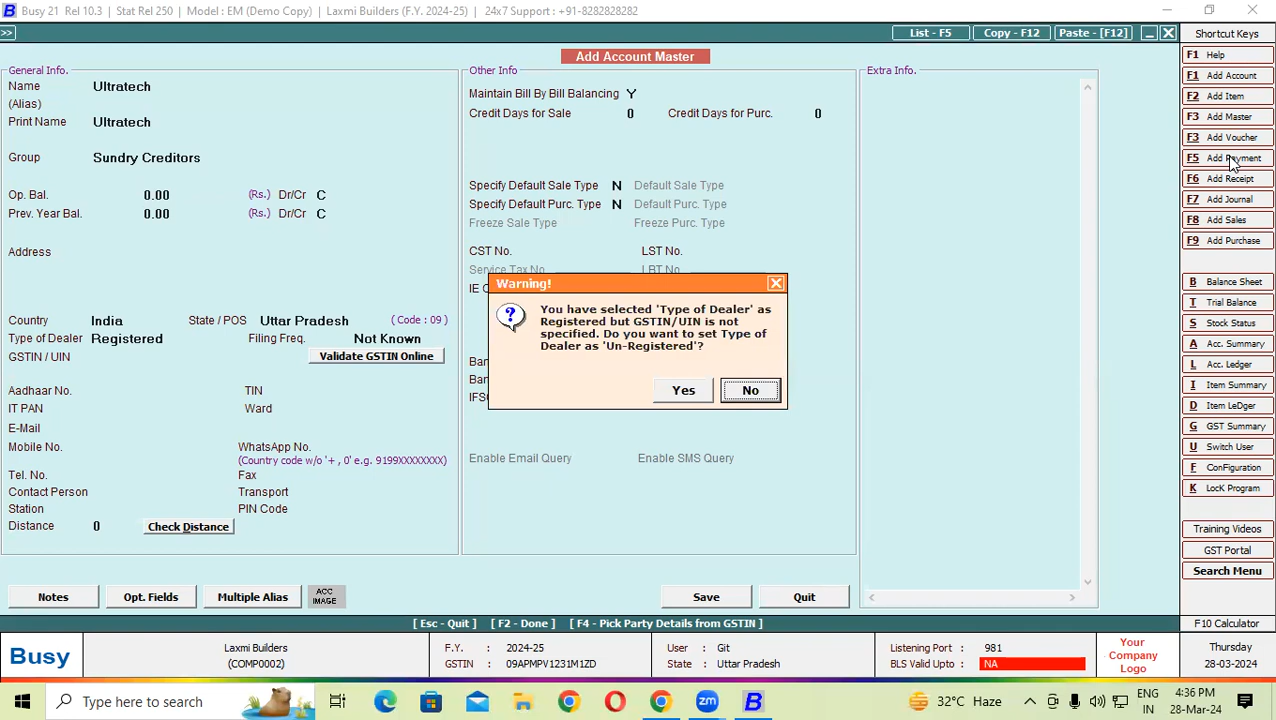 Busy 21 Rel 10.3 | Stat Rel 250 | Model : EM (Demo Copy) | Laxmi Builders (F.Y. 2024-25) | 24x7 Support : +91-8282828282
>> List - F5 Copy - F12 Paste - [F12]
Shortcut Keys
Add Account Master
General Info.
Name Ultratech
(Alias)
Print Name Ultratech
Group Sundry Creditors
Op. Bal. 0.00 (Rs.) Dr/Cr C
Prev. Year Bal. 0.00 (Rs.) Dr/Cr C
Address
Country India State / POS Uttar Pradesh ( Code : 09 )
Type of Dealer Registered Filing Freq. Not Known
GSTIN / UIN Validate GSTIN Online
Aadhaar No. TIN
IT PAN Ward
E-Mail
Mobile No. WhatsApp No.
(Country code w/o '+ , 0' e.g. 9199XXXXXXXX)
Tel. No. Fax
Contact Person Transport
Station PIN Code
Distance 0 Check Distance
Other Info
Maintain Bill By Bill Balancing Y
Credit Days for Sale 0 Credit Days for Purc. 0
Specify Default Sale Type N Default Sale Type
Specify Default Purc. Type N Default Purc. Type
Freeze Sale Type Freeze Purc. Type
CST No. LST No.
Service Tax No. LBT No.
IE C
Ban
Ban
IFS
Enable Email Query Enable SMS Query
Extra Info.
Warning!
You have selected 'Type of Dealer' as
Registered but GSTIN/UIN is not
specified. Do you want to set Type of
Dealer as 'Un-Registered'?
Yes No
F1 Help
F1 Add Account
F2 Add Item
F3 Add Master
F3 Add Voucher
F5 Add Payment
F6 Add Receipt
F7 Add Journal
F8 Add Sales
F9 Add Purchase
B Balance Sheet
T Trial Balance
S Stock Status
A Acc. Summary
L Acc. Ledger
I Item Summary
D Item LeDger
G GST Summary
U Switch User
F ConFiguration
K LocK Program
Training Videos
GST Portal
Search Menu
F10 Calculator
Notes Opt. Fields Multiple Alias ACC IMAGE Save Quit
[ Esc - Quit ] [ F2 - Done ] [ F4 - Pick Party Details from GSTIN ]
Busy
Laxmi Builders
(COMP0002)
F.Y. : 2024-25
GSTIN : 09APMPV1231M1ZD
User : Git
State : Uttar Pradesh
Listening Port : 981
BLS Valid Upto : NA
Your
Company
Logo
Thursday
28-03-2024
Type here to search
32°C Haze
ENG
IN
4:36 PM
28-Mar-24